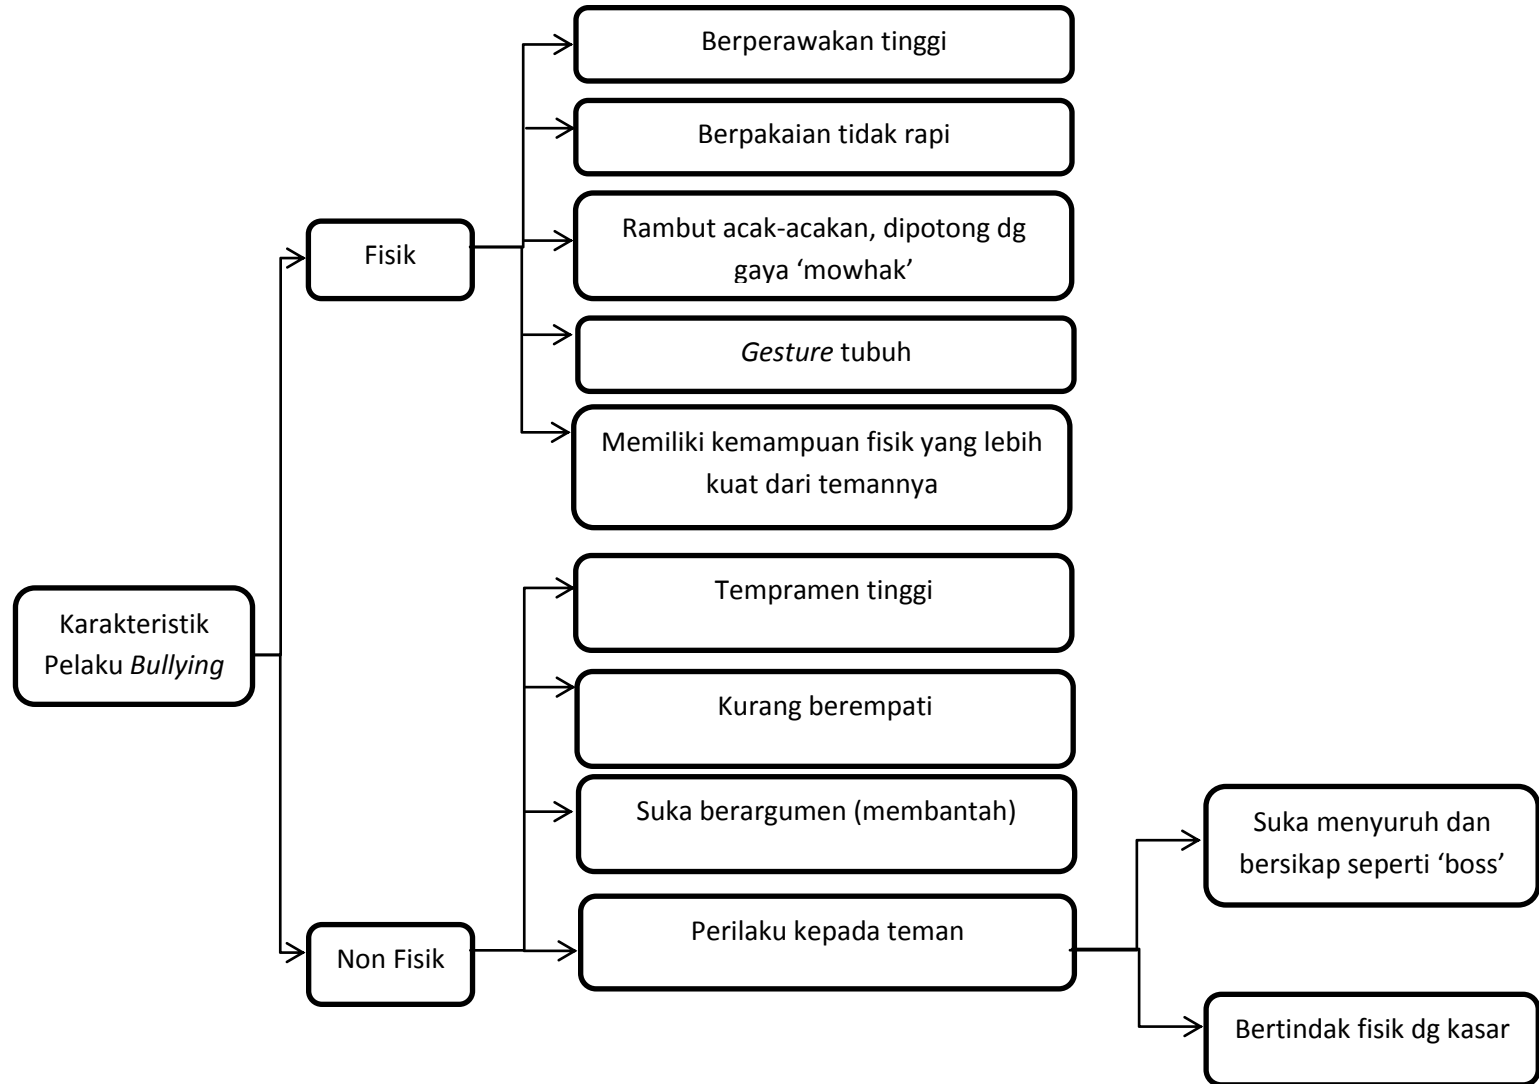 Berperawakan tinggi
Berpakaian tidak rapi
Rambut acak-acakan, dipotong dg
gaya ‘mowhak’
Fisik
Gesture tubuh
Memiliki kemampuan fisik yang lebih
kuat dari temannya
Tempramen tinggi
Karakteristik
Pelaku Bullying
Kurang berempati
Suka berargumen (membantah)
Suka menyuruh dan
bersikap seperti ‘boss’
Perilaku kepada teman
Non Fisik
Bertindak fisik dg kasar